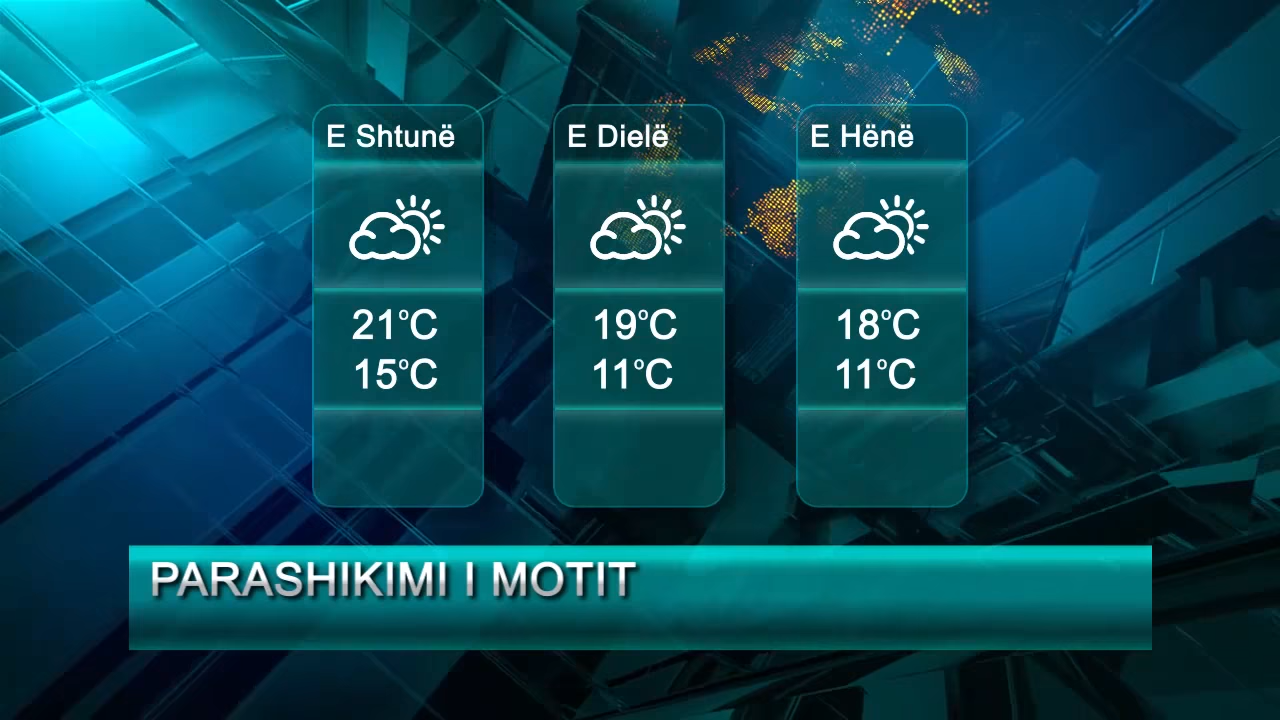 E Shtunë
21°C
15°C
E Dielë
19°C
11°C
E Hënë
18°C
11°C
PARASHIKIMI I MOTIT